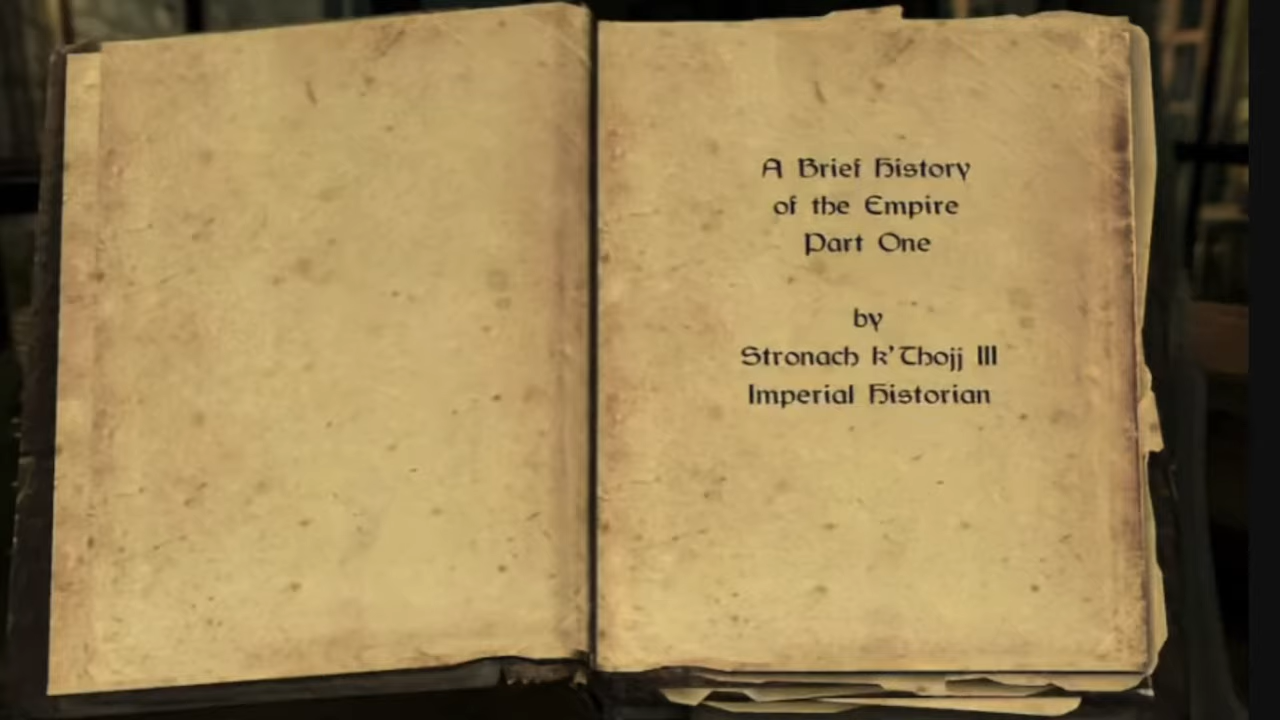 A Brief History
of the Empire
Part One
by
Stronach k'Thojj III
Imperial Historian